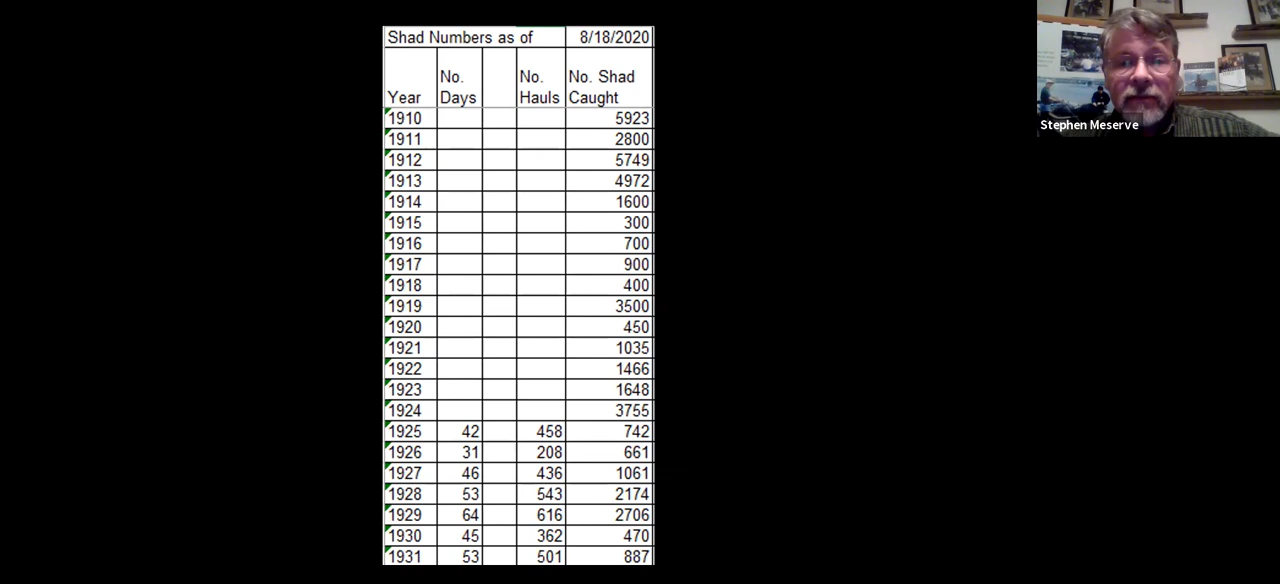 Shad Numbers as of 8/18/2020
Year No. Days No. Hauls No. Shad Caught
1910 5923
1911 2800
1912 5749
1913 4972
1914 1600
1915 300
1916 700
1917 900
1918 400
1919 3500
1920 450
1921 1035
1922 1466
1923 1648
1924 3755
1925 42 458 742
1926 31 208 661
1927 46 436 1061
1928 53 543 2174
1929 64 616 2706
1930 45 362 470
1931 53 501 887
Stephen Meserve